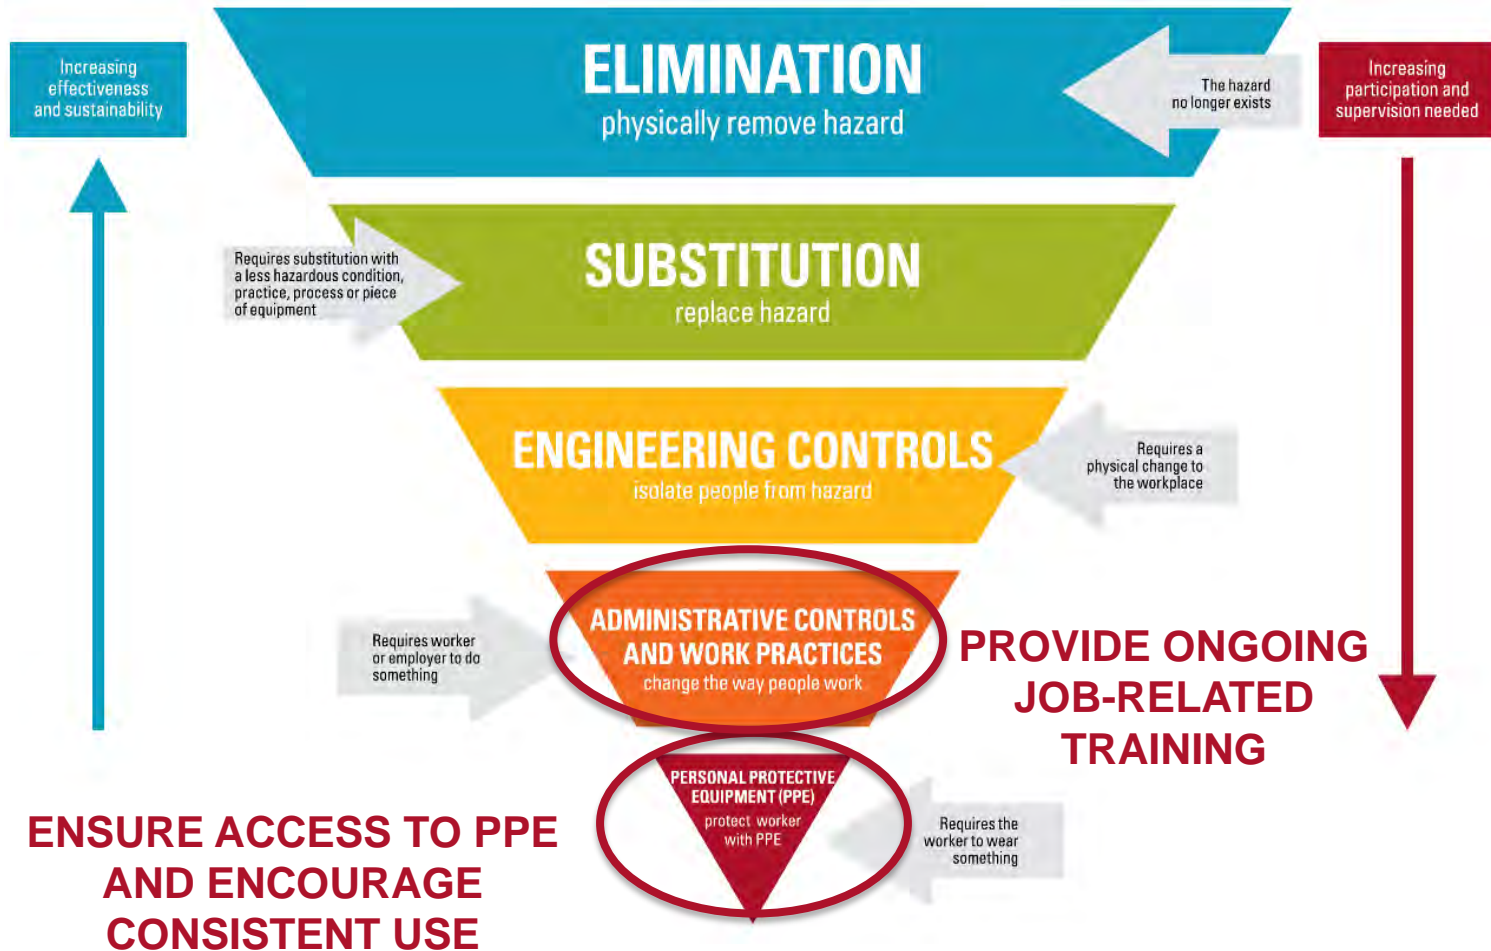 ELIMINATION
physically remove hazard
Increasing
effectiveness
and sustainability
The hazard
no longer exists
Increasing
participation and
supervision needed
SUBSTITUTION
replace hazard
Requires substitution with
a less hazardous condition,
practice, process or piece
of equipment
ENGINEERING CONTROLS
isolate people from hazard
Requires a
physical change to
the workplace
ADMINISTRATIVE CONTROLS
AND WORK PRACTICES
change the way people work
Requires worker
or employer to do
something
PROVIDE ONGOING
JOB-RELATED
TRAINING
PERSONAL PROTECTIVE
EQUIPMENT (PPE)
protect worker
with PPE
Requires the
worker to wear
something
ENSURE ACCESS TO PPE
AND ENCOURAGE
CONSISTENT USE